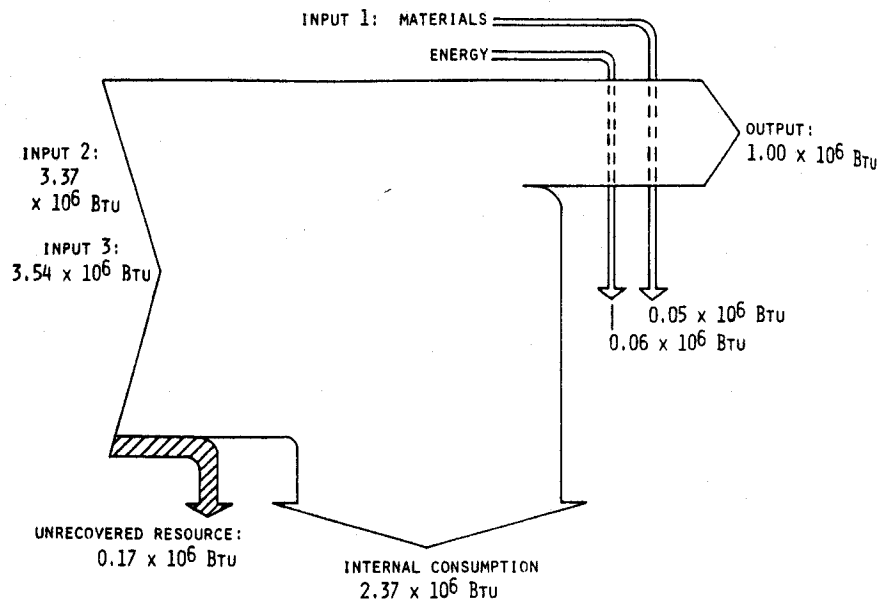 INPUT 1: MATERIALS
ENERGY
OUTPUT:
1.00 x 10⁶ BTU
INPUT 2:
3.37
x 10⁶ BTU
INPUT 3:
3.54 x 10⁶ BTU
0.05 x 10⁶ BTU
0.06 x 10⁶ BTU
UNRECOVERED RESOURCE:
0.17 x 10⁶ BTU
INTERNAL CONSUMPTION
2.37 x 10⁶ BTU